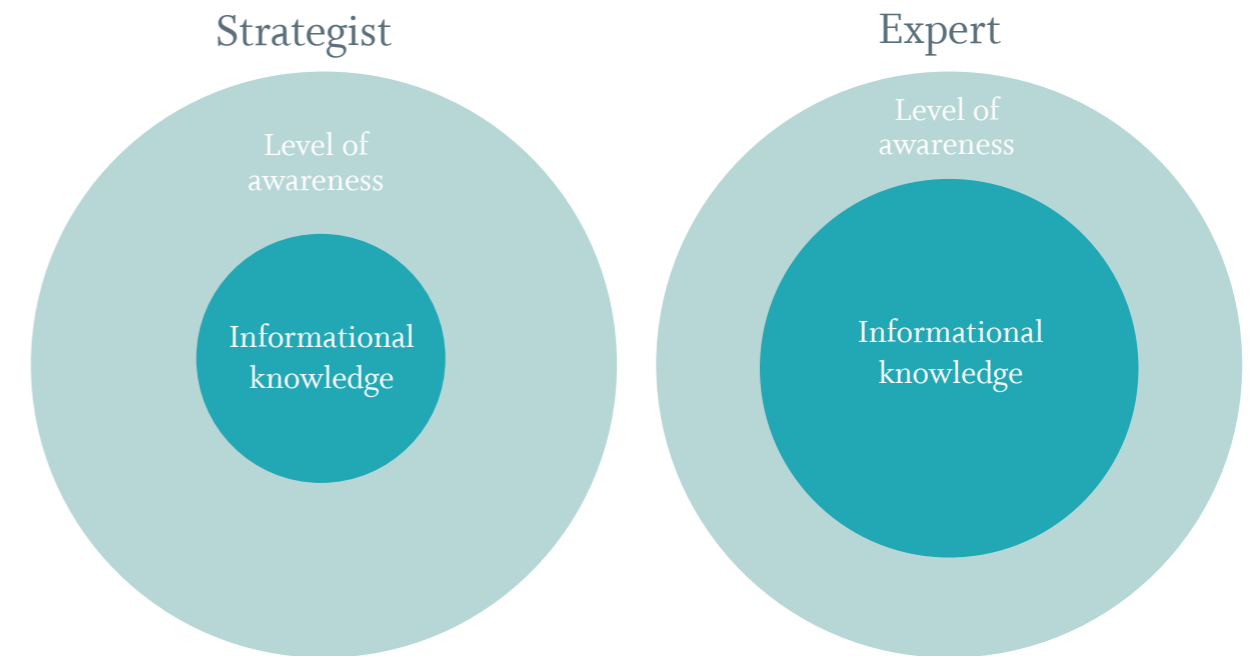 Strategist
Level of
awareness
Informational
knowledge
Expert
Level of
awareness
Informational
knowledge